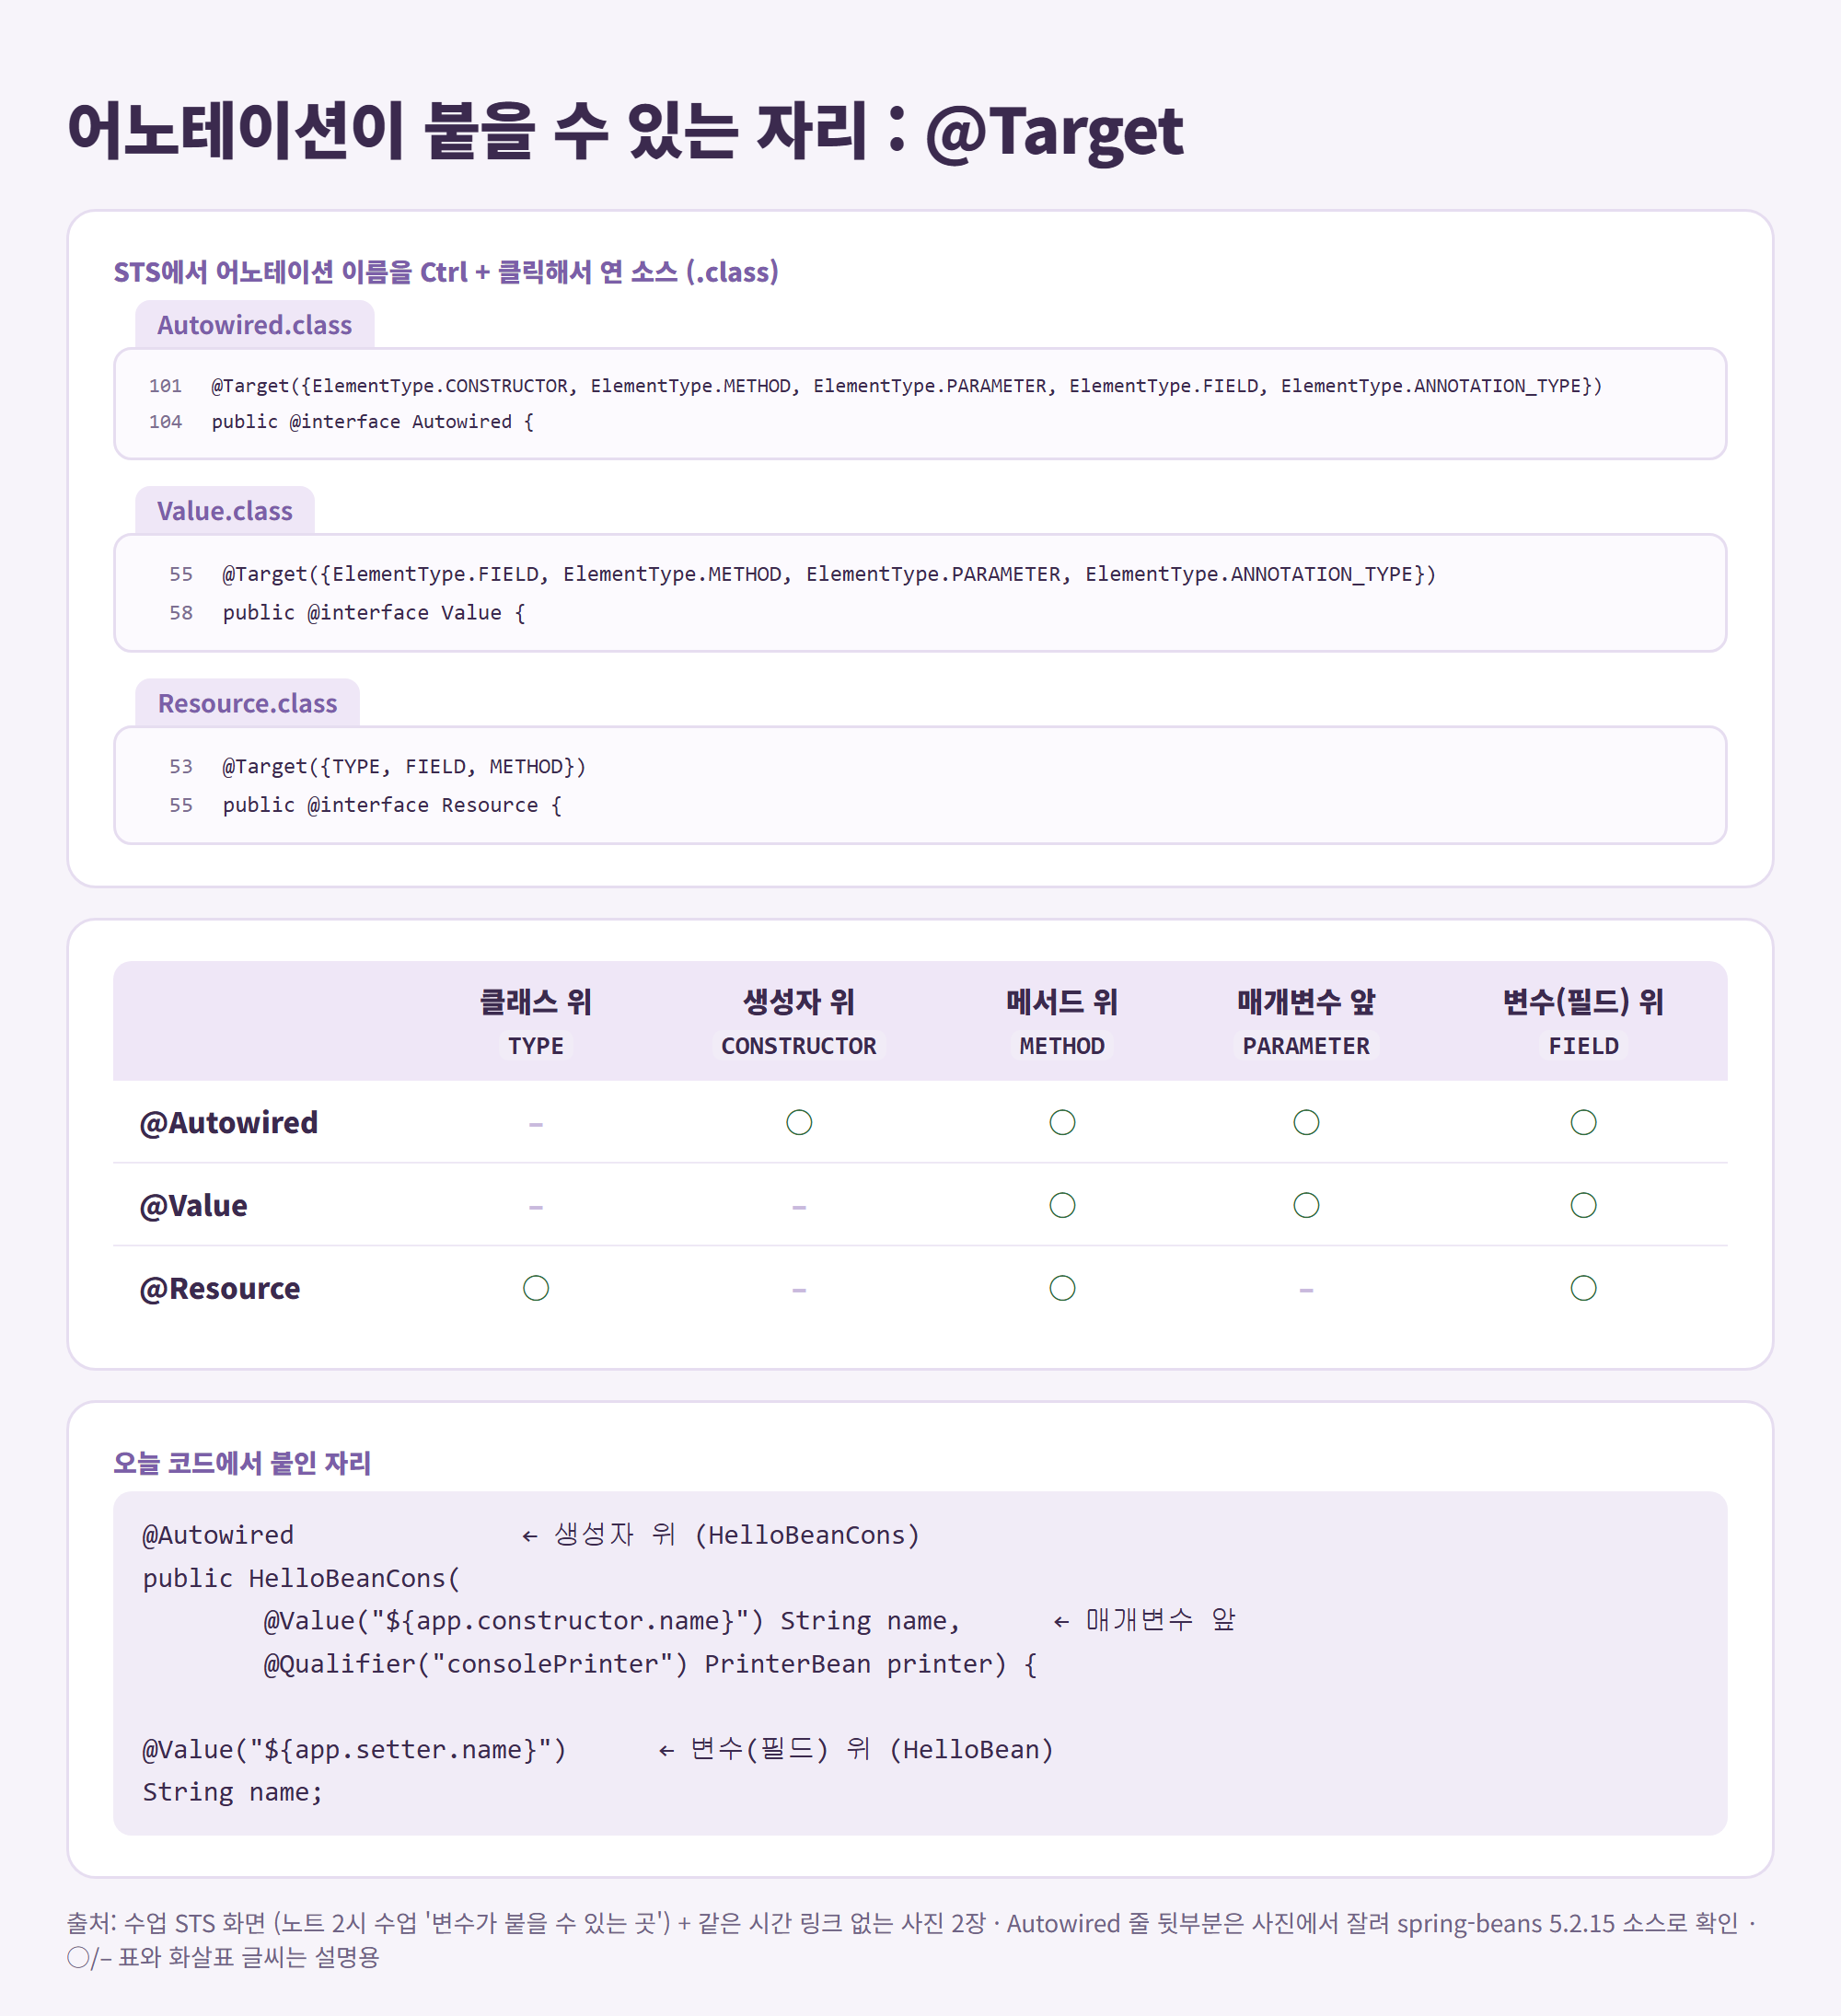 어노테이션이 붙을 수 있는 자리 : @Target
STS에서 어노테이션 이름을 Ctrl + 클릭해서 연 소스 (.class)
Autowired.class
101 @Target({ElementType.CONSTRUCTOR, ElementType.METHOD, ElementType.PARAMETER, ElementType.FIELD, ElementType.ANNOTATION_TYPE})
104 public @interface Autowired {
Value.class
55 @Target({ElementType.FIELD, ElementType.METHOD, ElementType.PARAMETER, ElementType.ANNOTATION_TYPE})
58 public @interface Value {
Resource.class
53 @Target({TYPE, FIELD, METHOD})
55 public @interface Resource {
클래스 위 생성자 위 메서드 위 매개변수 앞 변수(필드) 위
TYPE CONSTRUCTOR METHOD PARAMETER FIELD
@Autowired – ○ ○ ○ ○
@Value – – ○ ○ ○
@Resource ○ – ○ – ○
오늘 코드에서 붙인 자리
@Autowired ← 생성자 위 (HelloBeanCons)
public HelloBeanCons(
@Value("${app.constructor.name}") String name, ← 매개변수 앞
@Qualifier("consolePrinter") PrinterBean printer) {
@Value("${app.setter.name}") ← 변수(필드) 위 (HelloBean)
String name;
출처: 수업 STS 화면 (노트 2시 수업 '변수가 붙을 수 있는 곳') + 같은 시간 링크 없는 사진 2장 · Autowired 줄 뒷부분은 사진에서 잘려 spring-beans 5.2.15 소스로 확인 ·
○/– 표와 화살표 글씨는 설명용